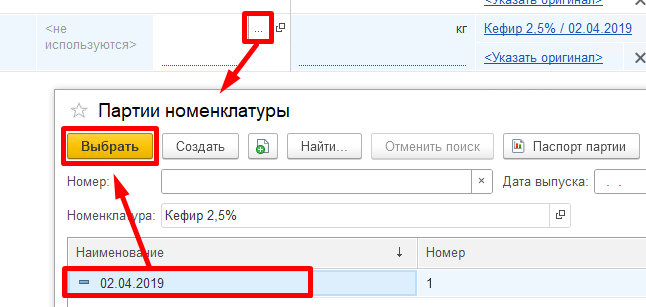 <Указать оригинал>
<не используются>
...
кг
Кефир 2,5% / 02.04.2019
<Указать оригинал>
Партии номенклатуры
Выбрать
Создать
Найти...
Отменить поиск
Паспорт партии
Номер:
Дата выпуска:
. .
Номенклатура:
Кефир 2,5%
Наименование
Номер
02.04.2019
1